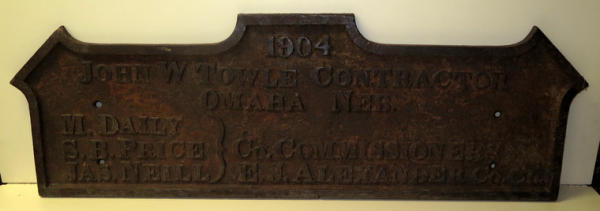 1904
JOHN W. TOWLE CONTRACTOR
OMAHA NEB.
M. DAILY
S. R. PRICE } CO. COMMISSIONERS
JAS. NEILL E. J. ALEXANDER CO. CLK.